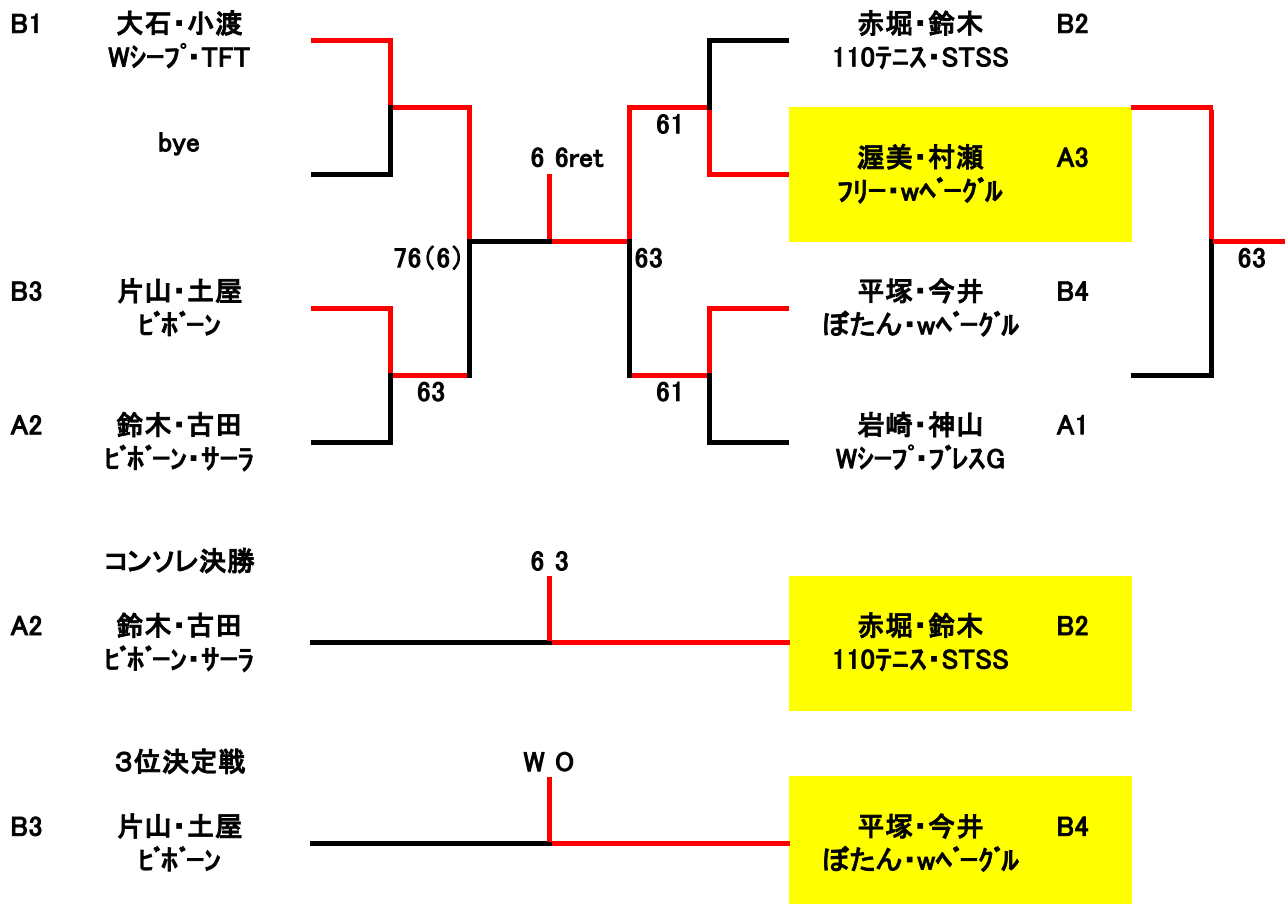 B1 大石・小渡 赤堀・鈴木 B2
Wｼｰﾌﾟ・TFT 110ﾃﾆｽ・STSS
61
bye 6 6ret 渥美・村瀬 A3
ﾌﾘｰ・wﾍﾞｰｸﾞﾙ
76(6) 63 63
B3 片山・土屋 平塚・今井 B4
ﾋﾞﾎﾞｰﾝ ぼたん・wﾍﾞｰｸﾞﾙ
63 61
A2 鈴木・古田 岩崎・神山 A1
ﾋﾞﾎﾞｰﾝ・ｻｰﾗ Wｼｰﾌﾟ・ﾌﾞﾚｽG
コンソレ決勝 6 3
A2 鈴木・古田 赤堀・鈴木 B2
ﾋﾞﾎﾞｰﾝ・ｻｰﾗ 110ﾃﾆｽ・STSS
３位決定戦 W O
B3 片山・土屋 平塚・今井 B4
ﾋﾞﾎﾞｰﾝ ぼたん・wﾍﾞｰｸﾞﾙ